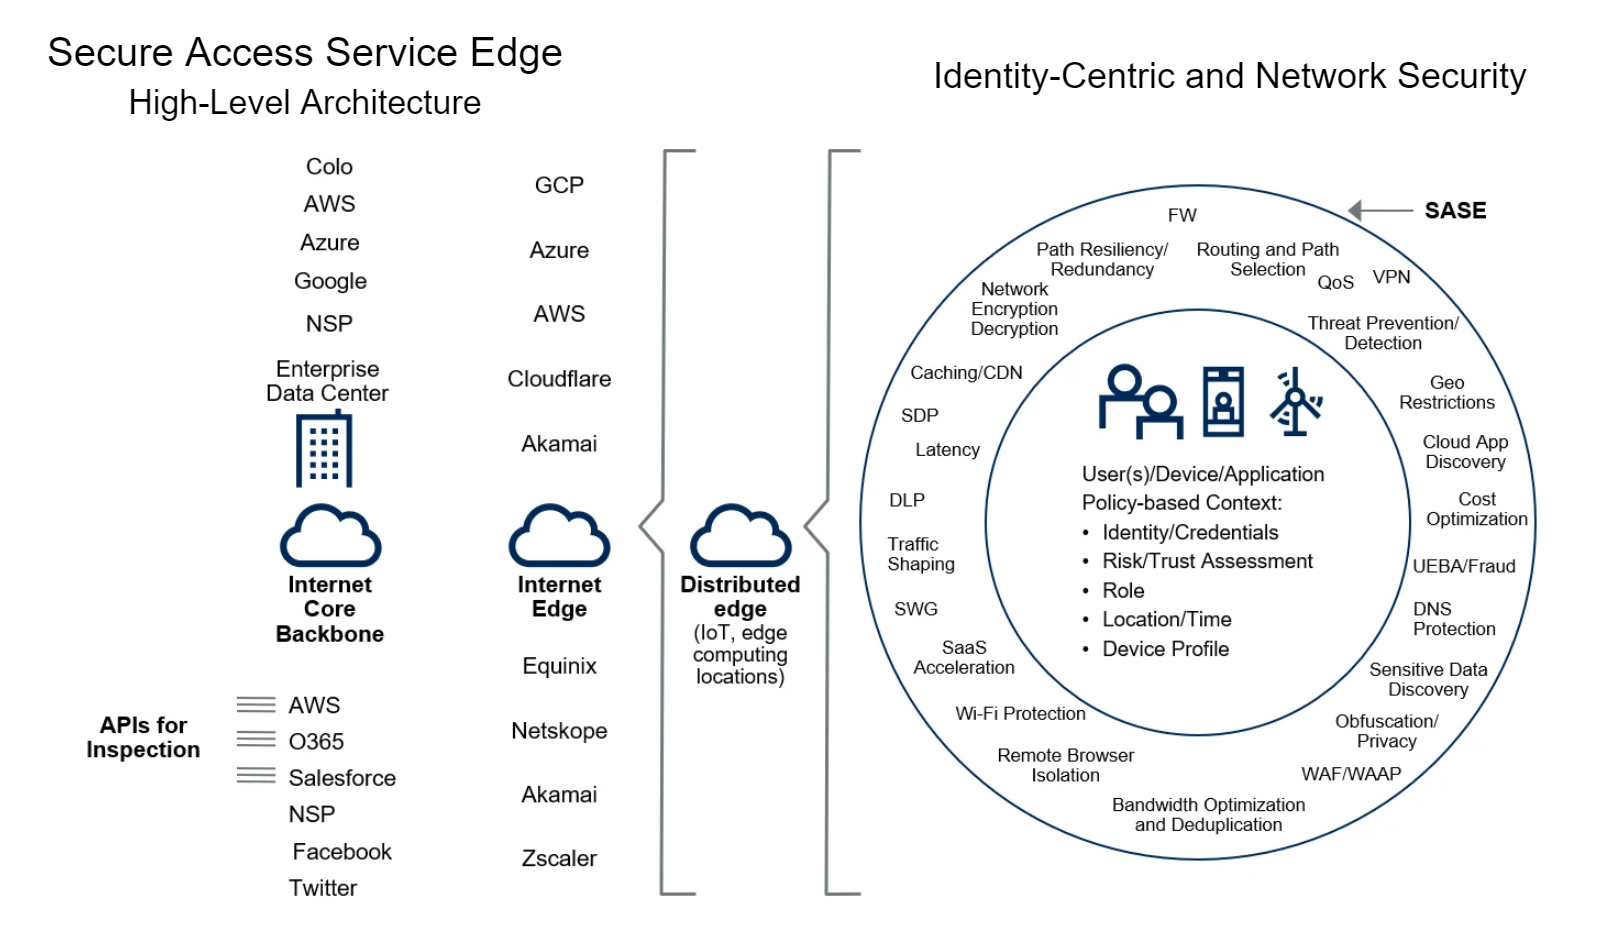 Secure Access Service Edge
High-Level Architecture
Identity-Centric and Network Security
Colo
AWS
Azure
Google
NSP
Enterprise
Data Center
Internet
Core
Backbone
APIs for
Inspection
AWS
O365
Salesforce
NSP
Facebook
Twitter
GCP
Azure
AWS
Cloudflare
Akamai
Internet
Edge
Equinix
Netskope
Akamai
Zscaler
Distributed
edge
(IoT, edge
computing
locations)
SASE
FW
Path Resiliency/
Redundancy
Routing and Path
Selection
QoS
VPN
Network
Encryption
Decryption
Threat Prevention/
Detection
Caching/CDN
Geo
Restrictions
SDP
Cloud App
Discovery
Latency
DLP
Cost
Optimization
Traffic
Shaping
UEBA/Fraud
SWG
DNS
Protection
SaaS
Acceleration
Sensitive Data
Discovery
Wi-Fi Protection
Obfuscation/
Privacy
Remote Browser
Isolation
WAF/WAAP
Bandwidth Optimization
and Deduplication
User(s)/Device/Application
Policy-based Context:
• Identity/Credentials
• Risk/Trust Assessment
• Role
• Location/Time
• Device Profile